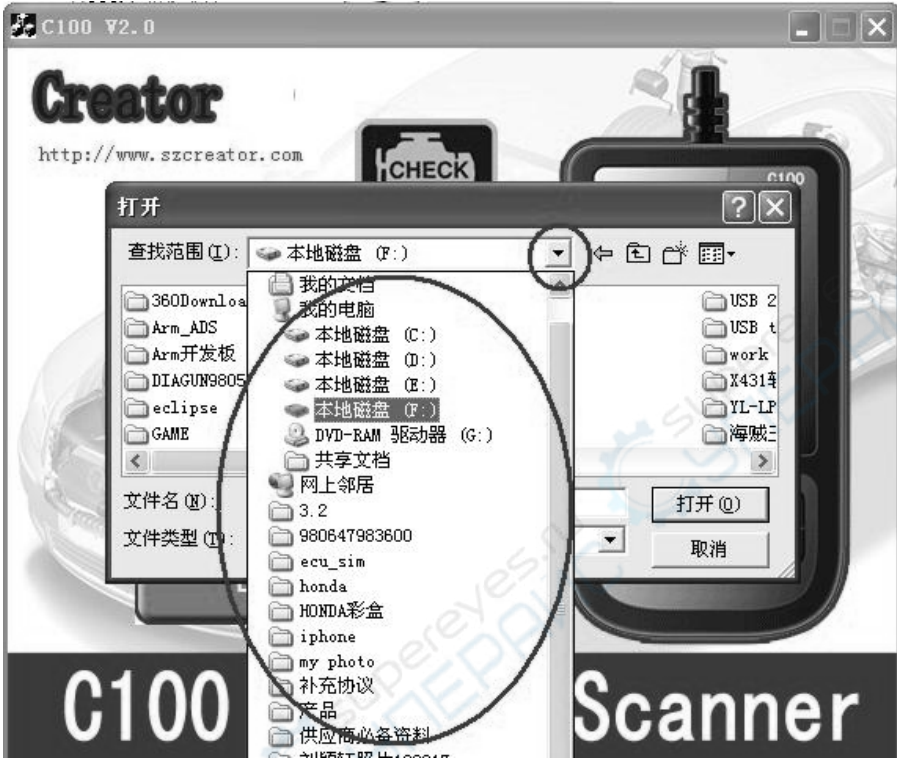 C100 V2.0
Creator
http://www.szcreator.com
CHECK
C100
打开
查找范围(I):
本地磁盘 (F:)
我的文档
我的电脑
本地磁盘 (C:)
本地磁盘 (D:)
本地磁盘 (E:)
本地磁盘 (F:)
DVD-RAM 驱动器 (G:)
共享文档
网上邻居
3.2
980647983600
ecu_sim
honda
HONDA彩盒
iphone
my photo
补充协议
产品
供应商必备资料
360Downloa
Arm_ADS
Arm开发板
DIAGUN9805
eclipse
GAME
USB 2
USB t
work
X431
YL-LP
海贼
文件名(N):
打开(O)
文件类型(T):
取消
C100 Scanner
supereyes.ru
СУПЕРАЙС